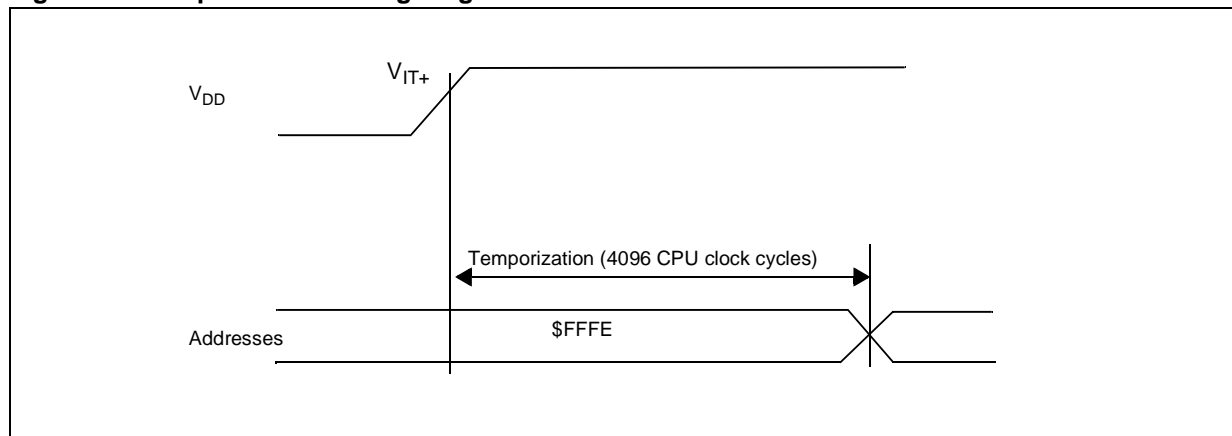 V_IT+
V_DD
Temporization (4096 CPU clock cycles)
$FFFE
Addresses